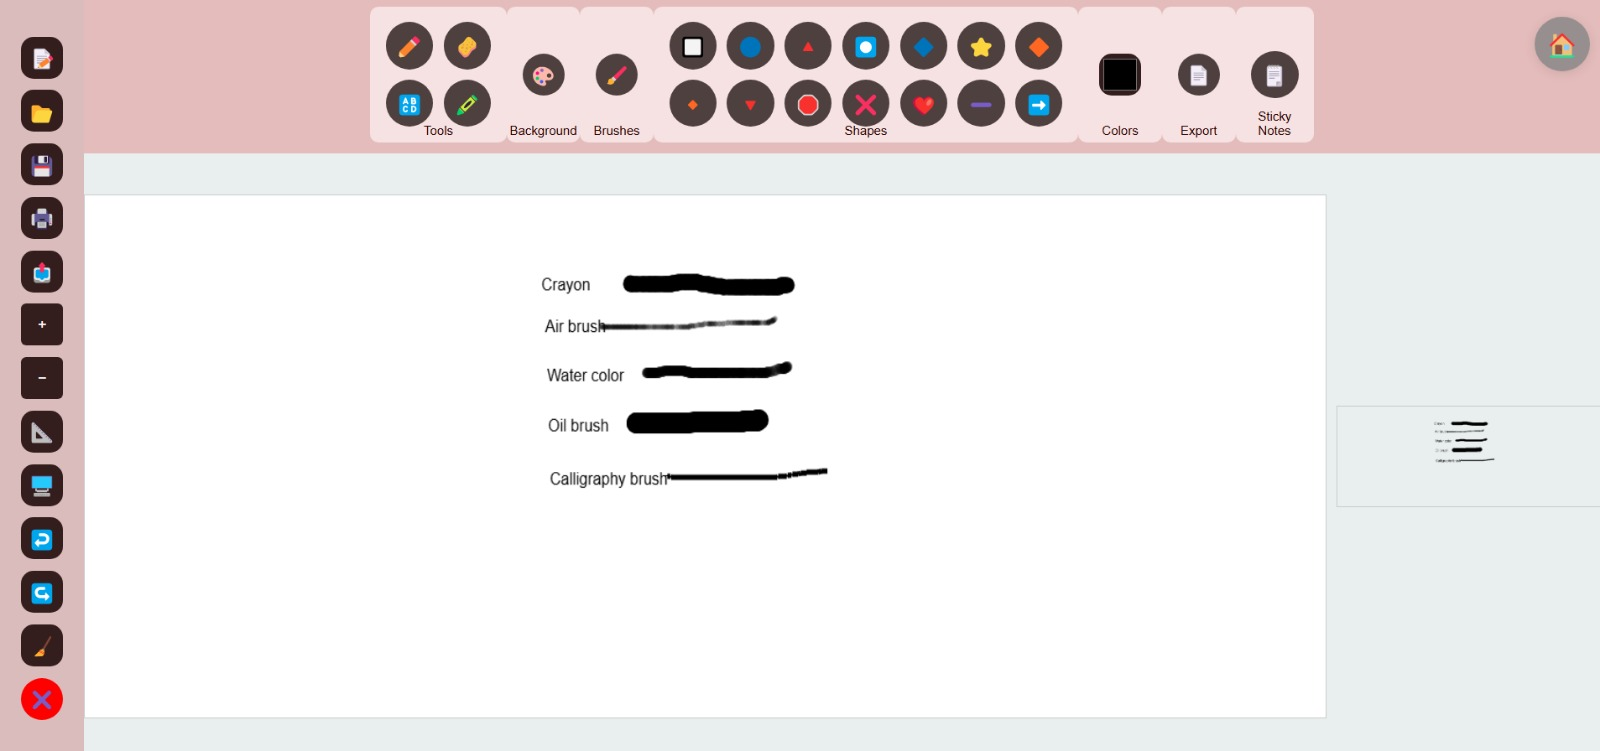 Tools
Background
Brushes
Shapes
Colors
Export
Sticky
Notes
+
−
Crayon
Air brush
Water color
Oil brush
Calligraphy brush